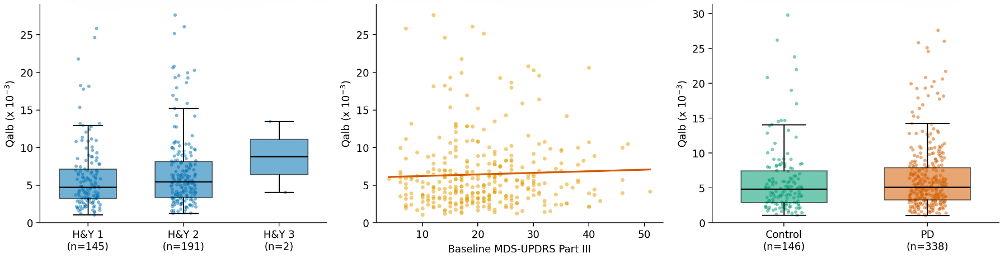 Qalb (x 10⁻³)
25
20
15
10
5
0
H&Y 1
(n=145)
H&Y 2
(n=191)
H&Y 3
(n=2)
Qalb (x 10⁻³)
25
20
15
10
5
0
10
20
30
40
50
Baseline MDS-UPDRS Part III
Qalb (x 10⁻³)
30
25
20
15
10
5
0
Control
(n=146)
PD
(n=338)